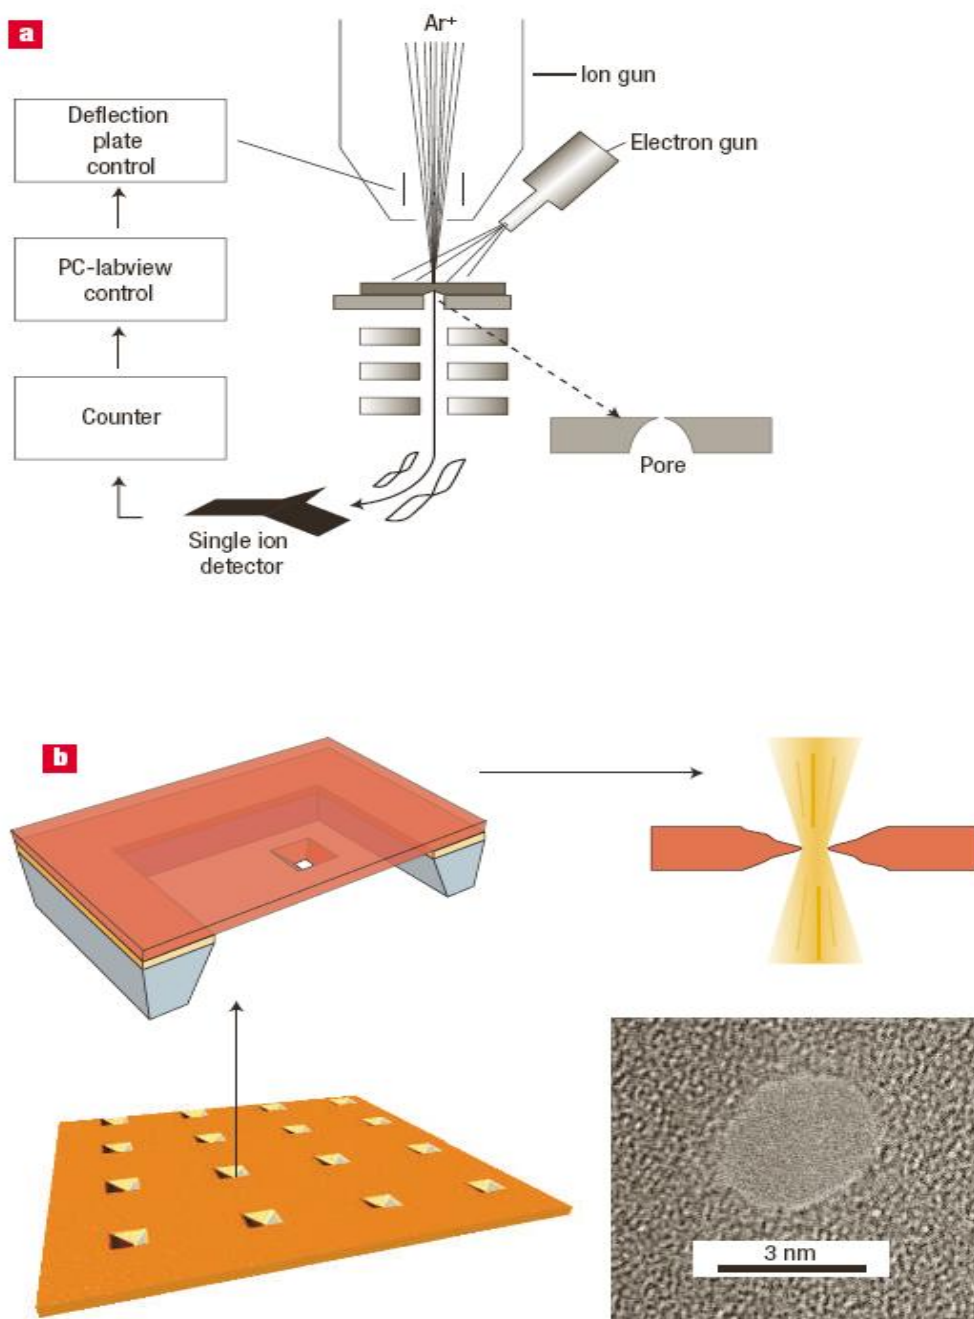 a
Ar+
Ion gun
Electron gun
Deflection
plate
control
PC-labview
control
Counter
Pore
Single ion
detector
b
3 nm